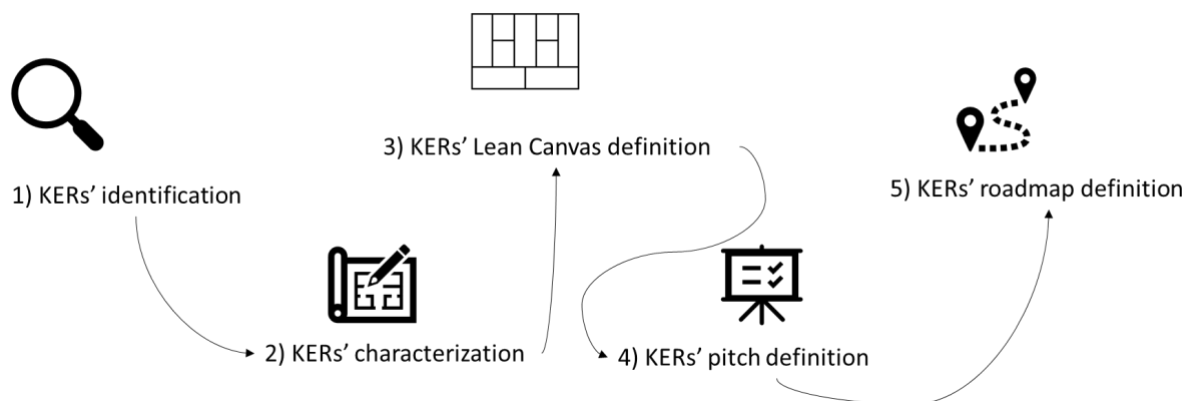 1) KERs’ identification
2) KERs’ characterization
3) KERs’ Lean Canvas definition
4) KERs’ pitch definition
5) KERs’ roadmap definition